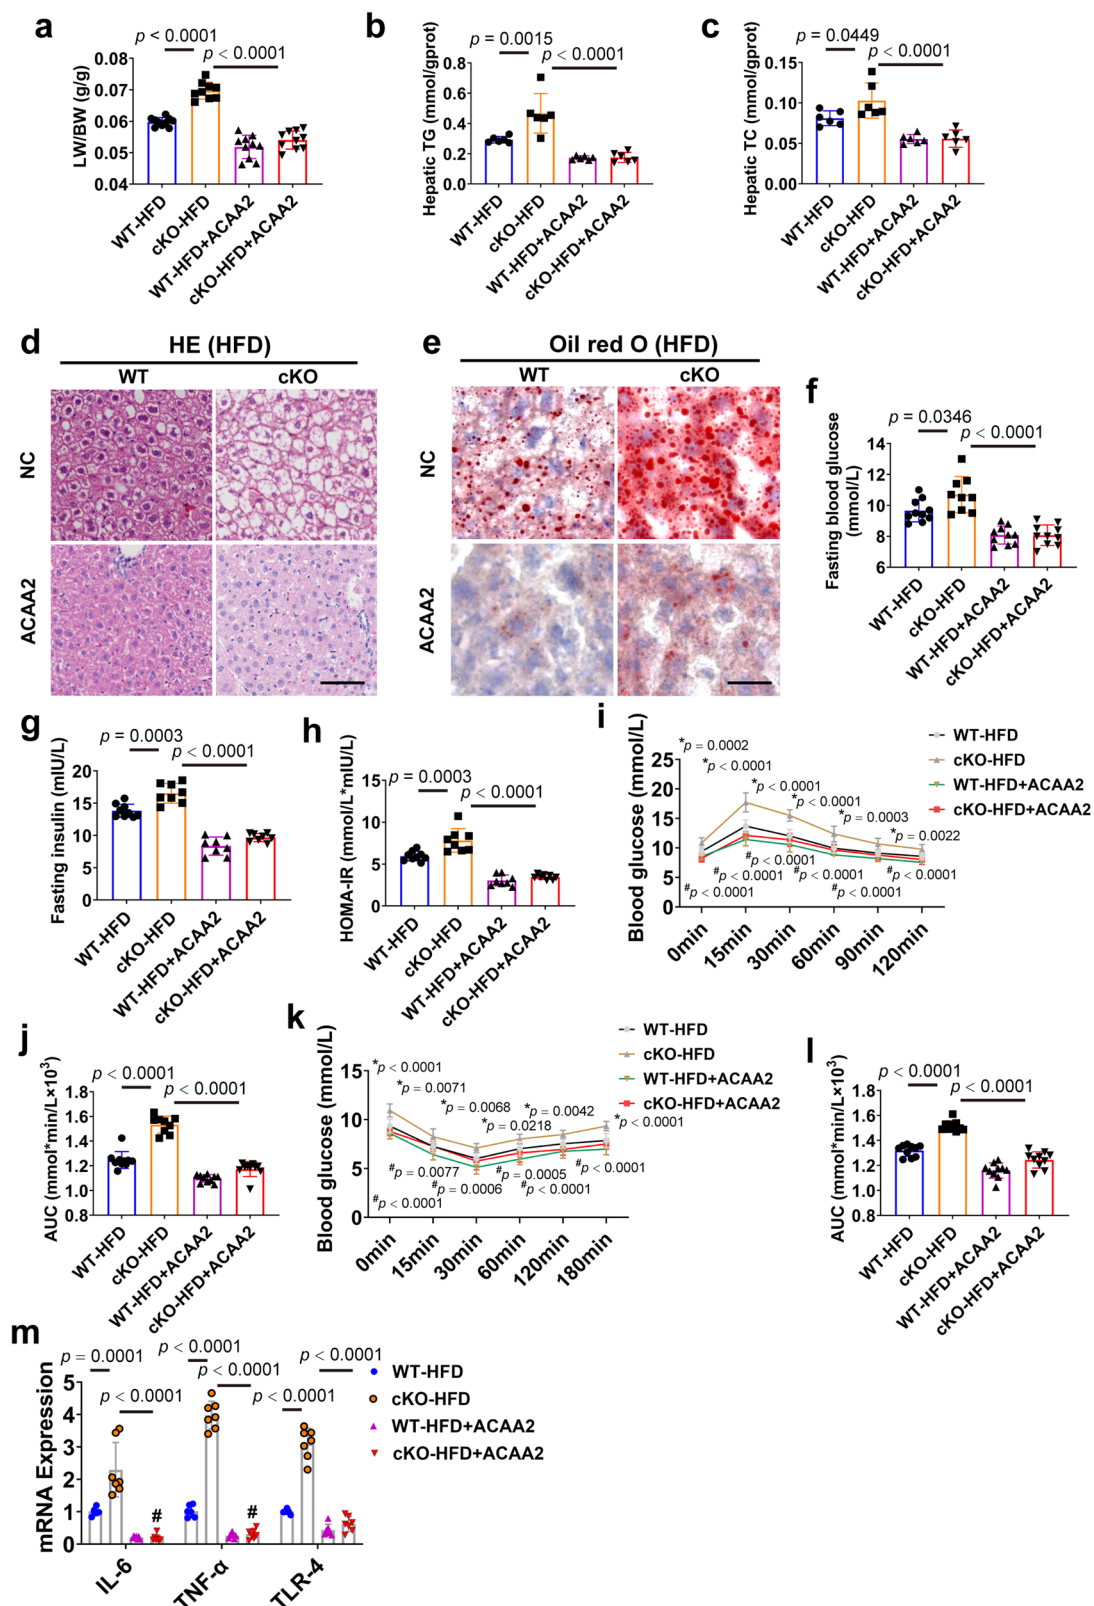 a
p < 0.0001
p < 0.0001
LW/BW (g/g)
0.08
0.07
0.06
0.05
0.04
WT-HFD
cKO-HFD
WT-HFD+ACAA2
cKO-HFD+ACAA2
b
p = 0.0015
p < 0.0001
Hepatic TG (mmol/gprot)
0.8
0.6
0.4
0.2
0.0
WT-HFD
cKO-HFD
WT-HFD+ACAA2
cKO-HFD+ACAA2
c
p = 0.0449
p < 0.0001
Hepatic TC (mmol/gprot)
0.15
0.10
0.05
0.00
WT-HFD
cKO-HFD
WT-HFD+ACAA2
cKO-HFD+ACAA2
d
HE (HFD)
WT
cKO
NC
ACAA2
e
Oil red O (HFD)
WT
cKO
NC
ACAA2
f
p = 0.0346
p < 0.0001
Fasting blood glucose
(mmol/L)
14
12
10
8
6
WT-HFD
cKO-HFD
WT-HFD+ACAA2
cKO-HFD+ACAA2
g
p = 0.0003
p < 0.0001
Fasting insulin (mIU/L)
20
15
10
5
0
WT-HFD
cKO-HFD
WT-HFD+ACAA2
cKO-HFD+ACAA2
h
p = 0.0003
p < 0.0001
HOMA-IR (mmol/L*mIU/L)
15
10
5
0
WT-HFD
cKO-HFD
WT-HFD+ACAA2
cKO-HFD+ACAA2
i
Blood glucose (mmol/L)
25
20
15
10
5
0
*p = 0.0002
*p < 0.0001
*p < 0.0001
*p < 0.0001
*p = 0.0003
*p = 0.0022
#p < 0.0001
#p < 0.0001
#p < 0.0001
#p < 0.0001
#p < 0.0001
#p < 0.0001
0min
15min
30min
60min
90min
120min
WT-HFD
cKO-HFD
WT-HFD+ACAA2
cKO-HFD+ACAA2
j
p < 0.0001
p < 0.0001
AUC (mmol*min/L×10³)
1.8
1.6
1.4
1.2
1.0
0.8
WT-HFD
cKO-HFD
WT-HFD+ACAA2
cKO-HFD+ACAA2
k
Blood glucose (mmol/L)
15
10
5
0
*p < 0.0001
*p = 0.0071
*p = 0.0068
*p = 0.0218
*p = 0.0042
*p < 0.0001
#p < 0.0001
#p = 0.0077
#p = 0.0006
#p = 0.0005
#p < 0.0001
#p < 0.0001
0min
15min
30min
60min
120min
180min
WT-HFD
cKO-HFD
WT-HFD+ACAA2
cKO-HFD+ACAA2
l
p < 0.0001
p < 0.0001
AUC (mmol*min/L×10³)
1.8
1.6
1.4
1.2
1.0
0.8
WT-HFD
cKO-HFD
WT-HFD+ACAA2
cKO-HFD+ACAA2
m
p = 0.0001
p < 0.0001
p < 0.0001
p < 0.0001
p < 0.0001
p < 0.0001
mRNA Expression
5
4
3
2
1
0
#
#
IL-6
TNF-α
TLR-4
WT-HFD
cKO-HFD
WT-HFD+ACAA2
cKO-HFD+ACAA2